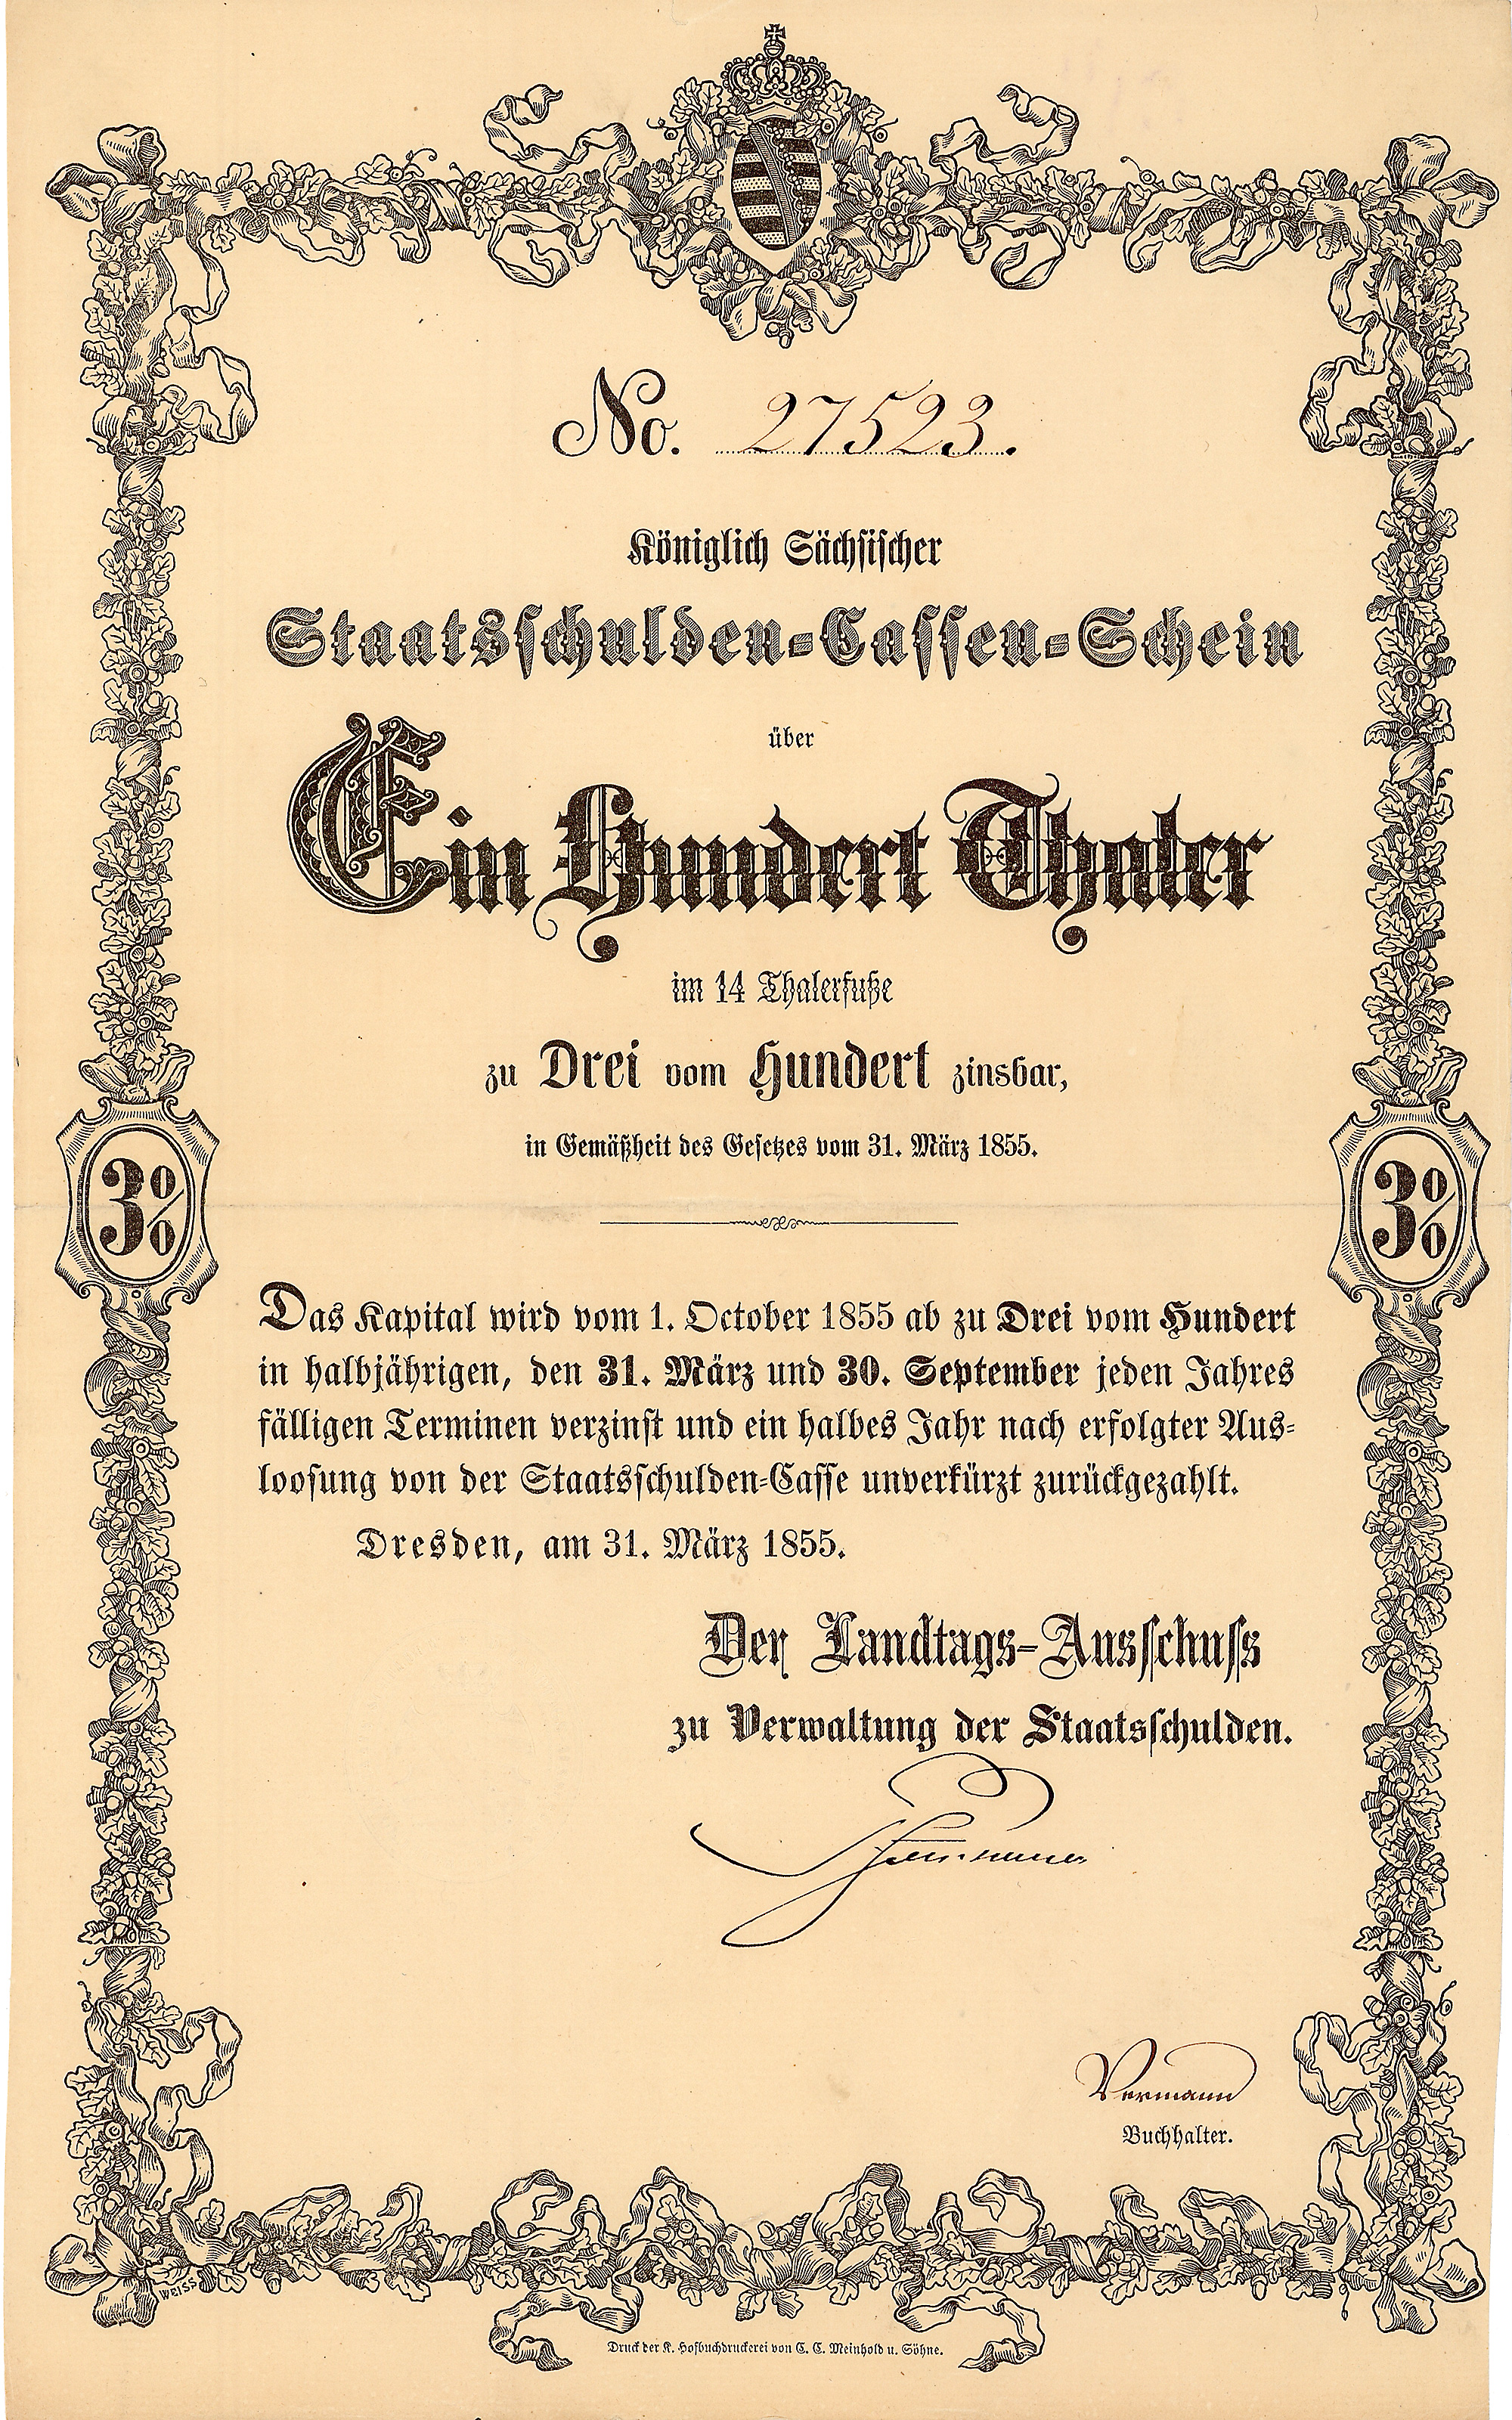 No. 27523.
Königlich Sächsischer
Staatsschulden-Cassen-Schein
über
Ein Hundert Thaler
im 14 Thalerfuße
zu Drei vom Hundert zinsbar,
in Gemäßheit des Gesetzes vom 31. März 1855.
3% 3%
Das Kapital wird vom 1. October 1855 ab zu Drei vom Hundert
in halbjährigen, den 31. März und 30. September jeden Jahres
fälligen Terminen verzinst und ein halbes Jahr nach erfolgter Aus-
loosung von der Staatsschulden-Casse unverkürzt zurückgezahlt.
Dresden, am 31. März 1855.
Der Landtags-Ausschuss
zu Verwaltung der Staatsschulden.
Buchhalter.
WEISS
Druck der K. Hofbuchdruckerei von C. C. Meinhold u. Söhne.